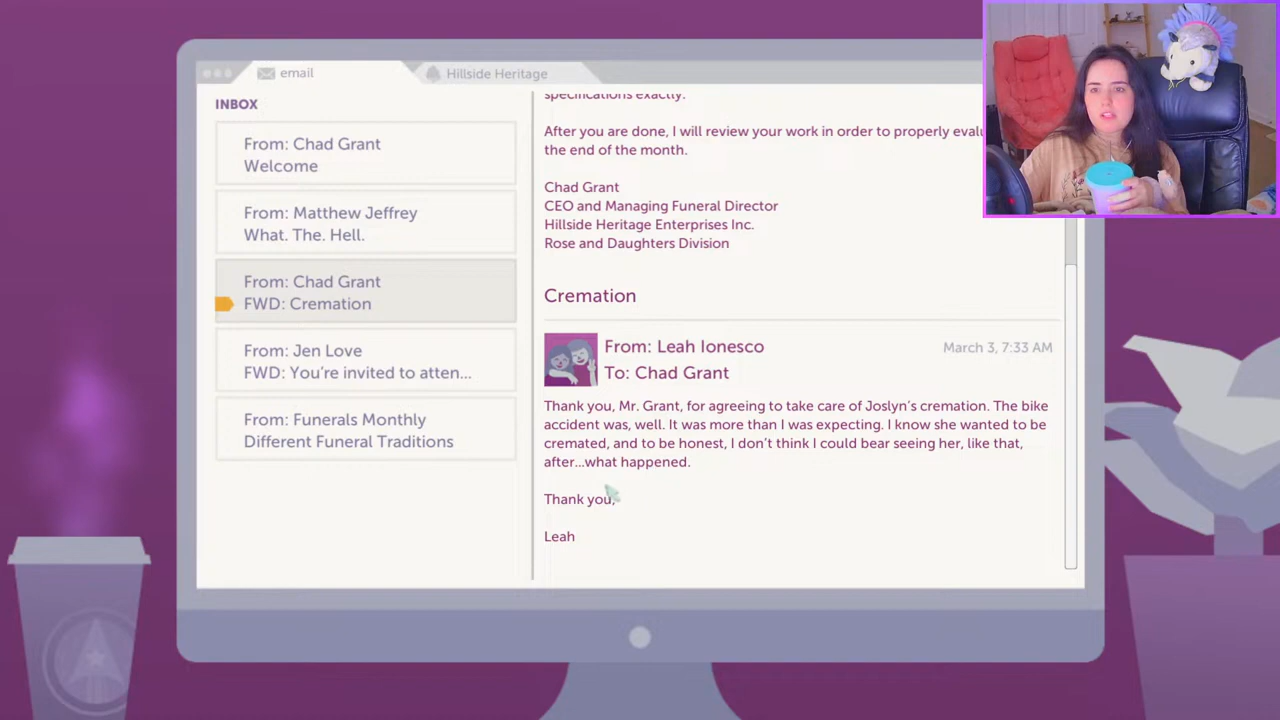 email
Hillside Heritage
INBOX
From: Chad Grant
Welcome
From: Matthew Jeffrey
What. The. Hell.
From: Chad Grant
FWD: Cremation
From: Jen Love
FWD: You're invited to atten...
From: Funerals Monthly
Different Funeral Traditions
specifications exactly.
After you are done, I will review your work in order to properly
the end of the month.
Chad Grant
CEO and Managing Funeral Director
Hillside Heritage Enterprises Inc.
Rose and Daughters Division
Cremation
From: Leah Ionesco
March 3, 7:33 AM
To: Chad Grant
Thank you, Mr. Grant, for agreeing to take care of Joslyn's cremation. The bike
accident was, well. It was more than I was expecting. I know she wanted to be
cremated, and to be honest, I don't think I could bear seeing her, like that,
after...what happened.
Thank you,
Leah